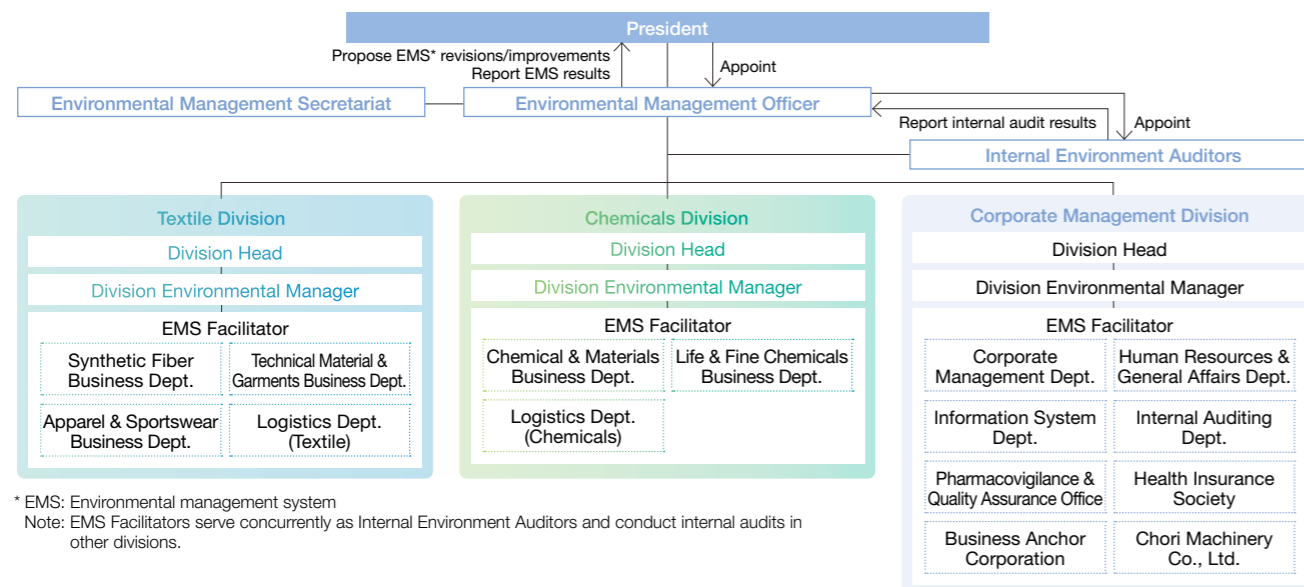 President
Propose EMS* revisions/improvements
Report EMS results
Appoint
Environmental Management Secretariat
Environmental Management Officer
Report internal audit results
Appoint
Internal Environment Auditors
Textile Division
Division Head
Division Environmental Manager
EMS Facilitator
Synthetic Fiber
Business Dept.
Technical Material &
Garments Business Dept.
Apparel & Sportswear
Business Dept.
Logistics Dept.
(Textile)
Chemicals Division
Division Head
Division Environmental Manager
EMS Facilitator
Chemical & Materials
Business Dept.
Life & Fine Chemicals
Business Dept.
Logistics Dept.
(Chemicals)
Corporate Management Division
Division Head
Division Environmental Manager
EMS Facilitator
Corporate
Management Dept.
Human Resources &
General Affairs Dept.
Information System
Dept.
Internal Auditing
Dept.
Pharmacovigilance &
Quality Assurance Office
Health Insurance
Society
Business Anchor
Corporation
Chori Machinery
Co., Ltd.
* EMS: Environmental management system
Note: EMS Facilitators serve concurrently as Internal Environment Auditors and conduct internal audits in
other divisions.